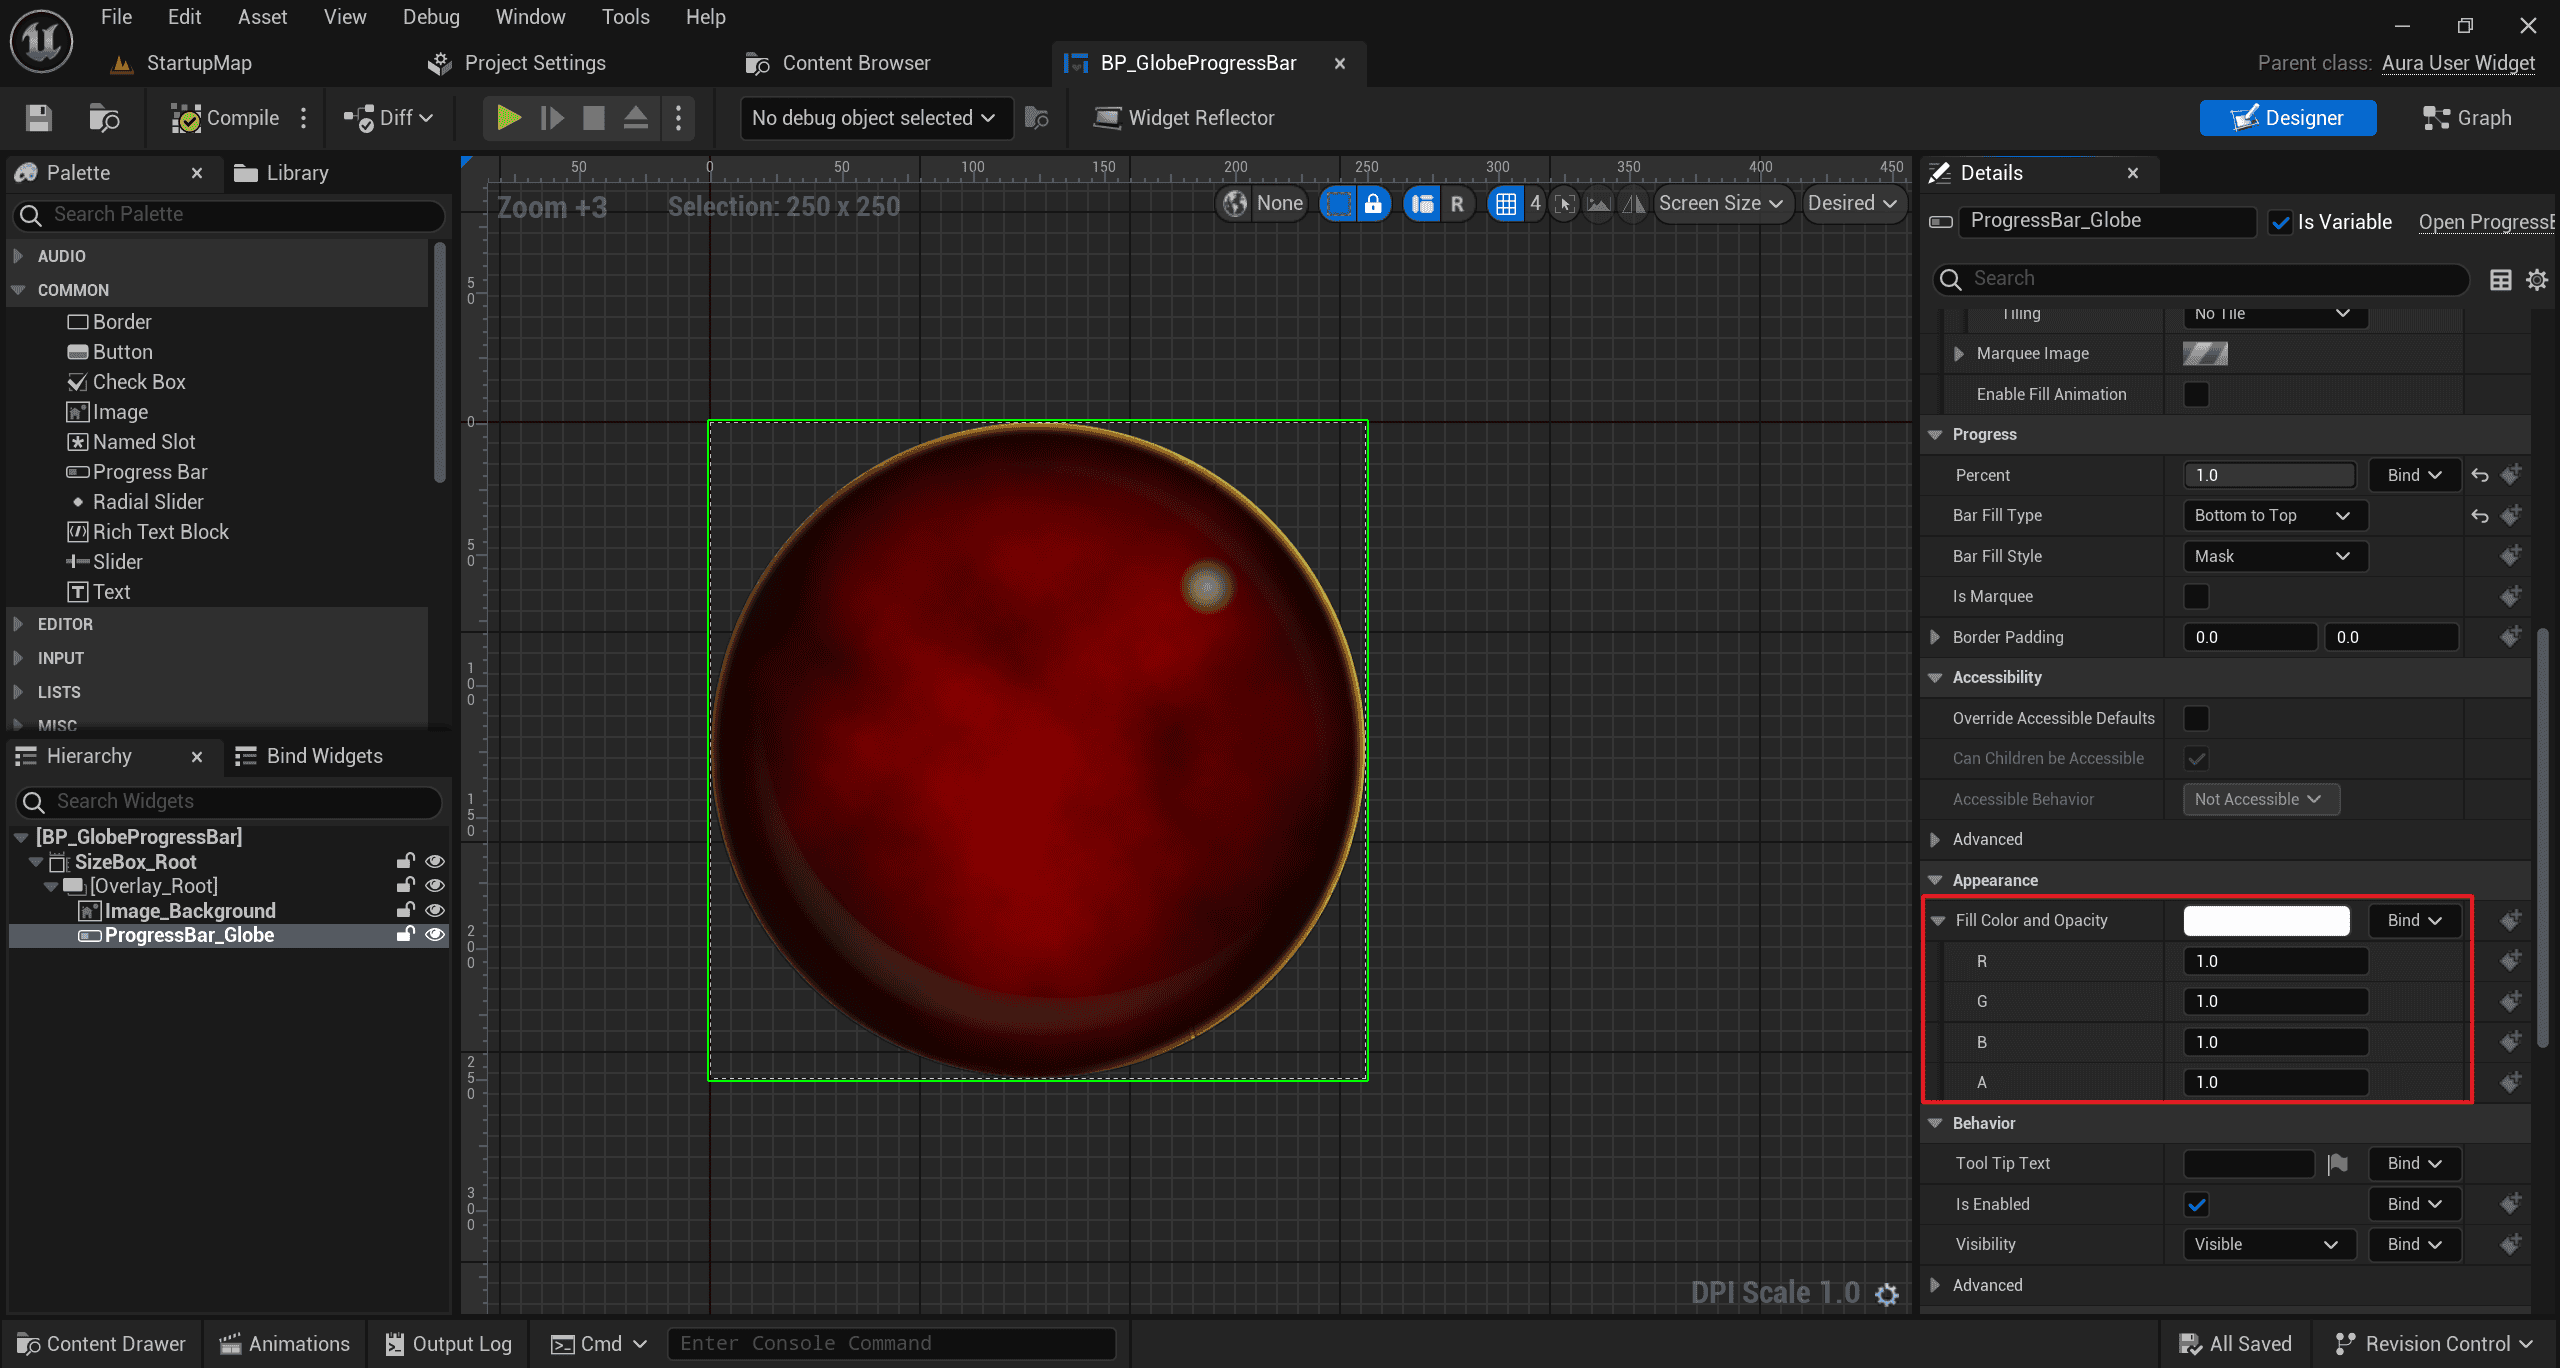 File Edit Asset View Debug Window Tools Help
StartupMap Project Settings Content Browser BP_GlobeProgressBar Parent class: Aura User Widget
Compile Diff No debug object selected Widget Reflector Designer Graph
Palette Library
Search Palette
AUDIO
COMMON
Border
Button
Check Box
Image
Named Slot
Progress Bar
Radial Slider
Rich Text Block
Slider
Text
EDITOR
INPUT
LISTS
MISC
Hierarchy Bind Widgets
Search Widgets
[BP_GlobeProgressBar]
SizeBox_Root
[Overlay_Root]
Image_Background
ProgressBar_Globe
50 0 50 100 150 200 250 300 350 400 450
Zoom +3 Selection: 250 x 250 None R 4 Screen Size Desired
50
0
50
100
150
200
250
300
DPI Scale 1.0
Details
ProgressBar_Globe Is Variable Open ProgressB
Search
Tiling No Tile
Marquee Image
Enable Fill Animation
Progress
Percent 1.0 Bind
Bar Fill Type Bottom to Top
Bar Fill Style Mask
Is Marquee
Border Padding 0.0 0.0
Accessibility
Override Accessible Defaults
Can Children be Accessible
Accessible Behavior Not Accessible
Advanced
Appearance
Fill Color and Opacity Bind
R 1.0
G 1.0
B 1.0
A 1.0
Behavior
Tool Tip Text Bind
Is Enabled Bind
Visibility Visible Bind
Advanced
Content Drawer Animations Output Log Cmd Enter Console Command All Saved Revision Control